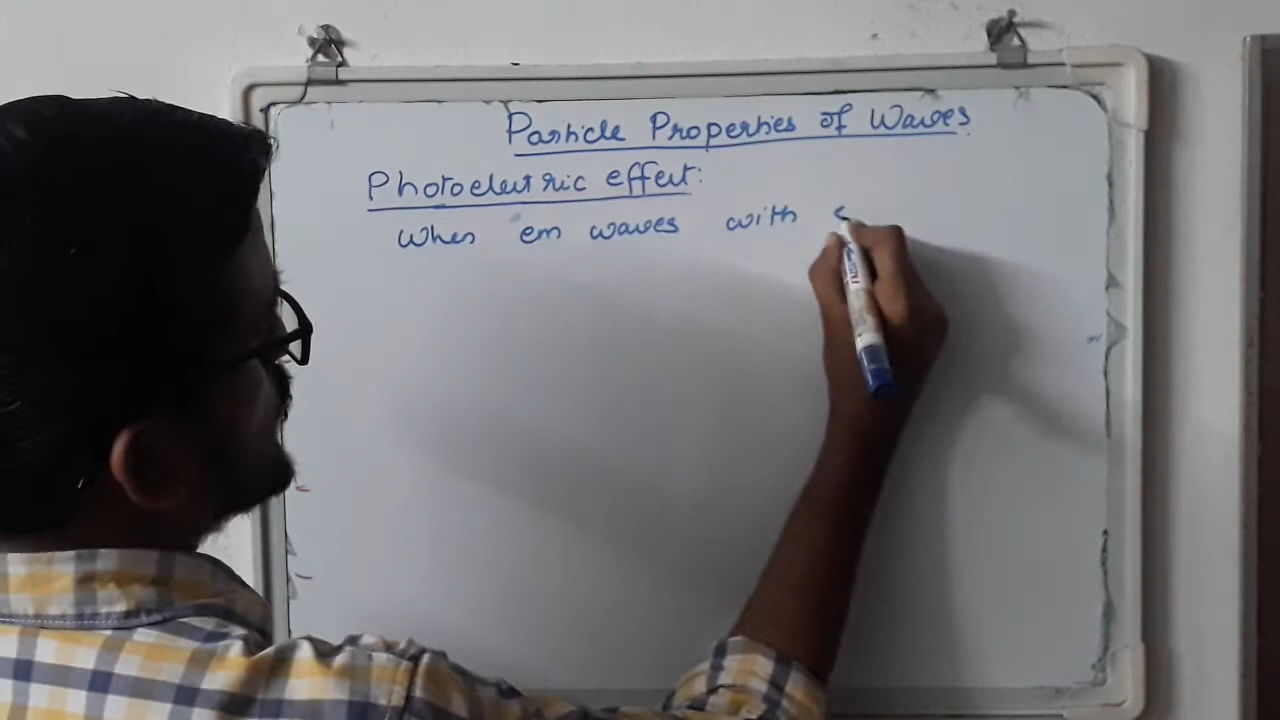 Particle Properties of Waves
Photoelectric effect:
When em waves with